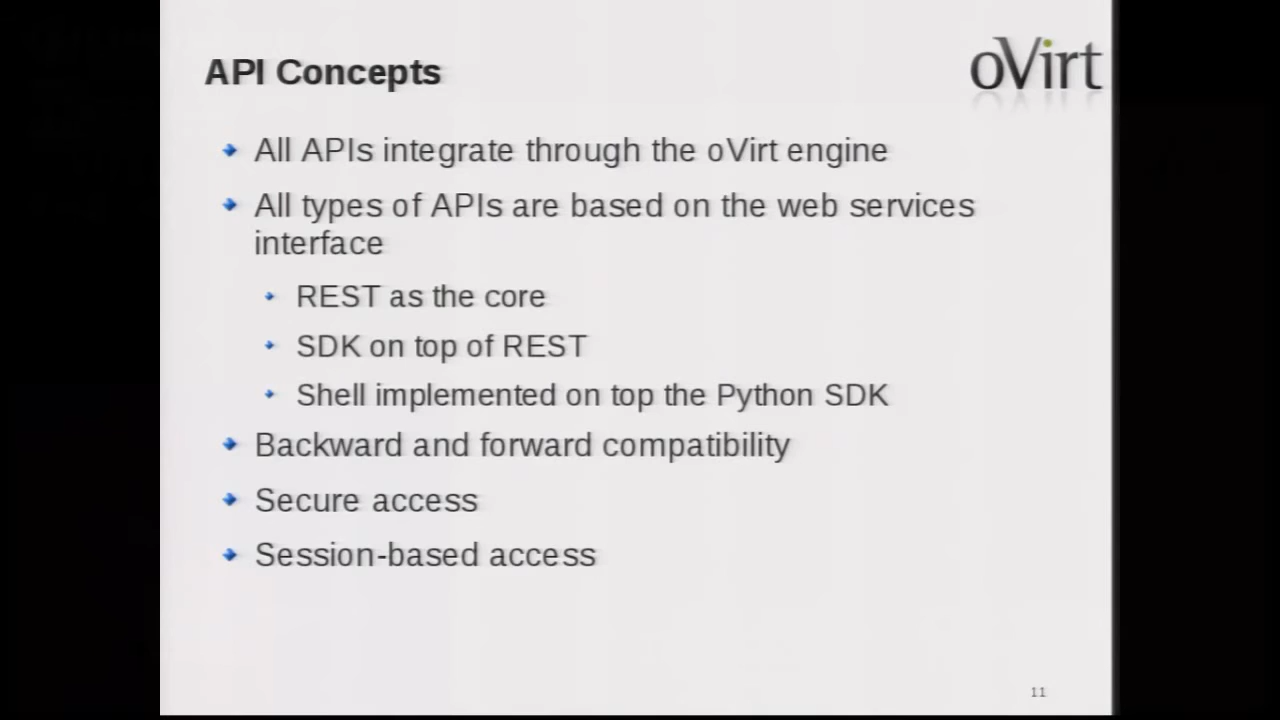 API Concepts
oVirt
All APIs integrate through the oVirt engine
All types of APIs are based on the web services
interface
REST as the core
SDK on top of REST
Shell implemented on top the Python SDK
Backward and forward compatibility
Secure access
Session-based access
11